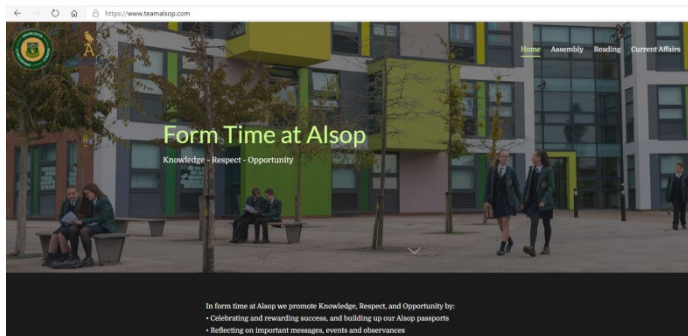 https://www.teamalsop.com
Home Assembly Reading Current Affairs
Form Time at Alsop
Knowledge - Respect - Opportunity
In form time at Alsop we promote Knowledge, Respect, and Opportunity by:
• Celebrating and rewarding success, and building up our Alsop passports
• Reflecting on important messages, events and observances